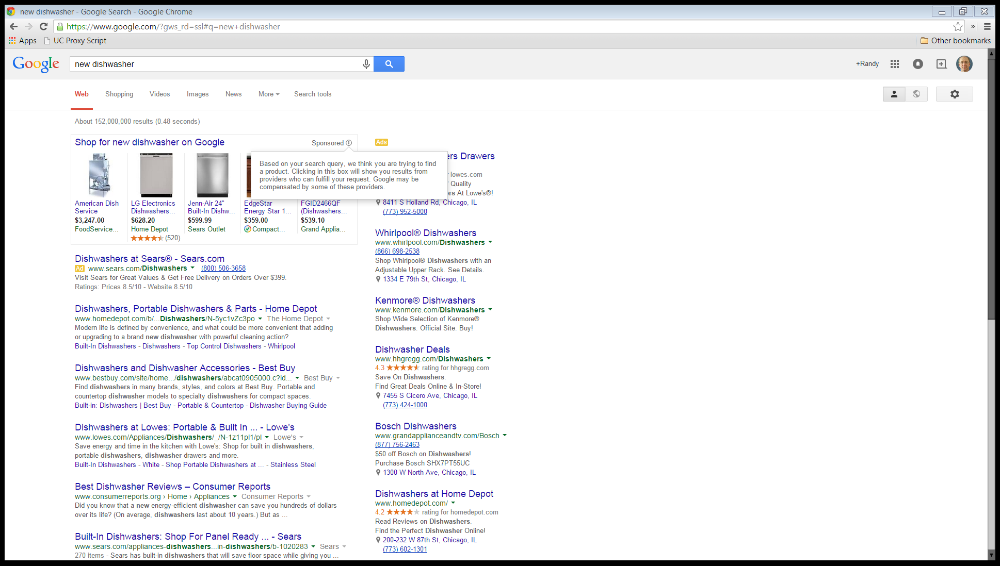 new dishwasher - Google Search - Google Chrome
https://www.google.com/?gws_rd=ssl#q=new+dishwasher
»
Apps
UC Proxy Script
Other bookmarks
Google
new dishwasher
+Randy
Web
Shopping
Videos
Images
News
More
Search tools
About 152,000,000 results (0.48 seconds)
Shop for new dishwasher on Google
Sponsored
Based on your search query, we think you are trying to find
a product. Clicking in this box will show you results from
providers who can fulfill your request. Google may be
compensated by some of these providers.
American Dish
Service
$3,247.00
FoodService...
LG Electronics
Dishwashers...
$628.20
Home Depot
(520)
Jenn-Air 24"
Built-In Dishw...
$599.99
Sears Outlet
EdgeStar
Energy Star 1...
$359.00
Compact...
FGID2466QF
(Dishwashers...
$539.10
Grand Applia...
Dishwashers at Sears® - Sears.com
Ad www.sears.com/Dishwashers (800) 506-3658
Visit Sears for Great Values & Get Free Delivery on Orders Over $399.
Ratings: Prices 8.5/10 - Website 8.5/10
Dishwashers, Portable Dishwashers & Parts - Home Depot
www.homedepot.com/b/...Dishwashers/N-5yc1vZc3po The Home Depot
Modern life is defined by convenience, and what could be more convenient that adding
or upgrading to a brand new dishwasher with powerful cleaning action?
Built-In Dishwashers - Dishwashers - Top Control Dishwashers - Whirlpool
Dishwashers and Dishwasher Accessories - Best Buy
www.bestbuy.com/site/home.../dishwashers/abcat0905000.c?id... Best Buy
Find dishwashers in many brands, styles, and colors at Best Buy. Portable and
countertop dishwasher models to specialty dishwashers for compact spaces.
Built-in: Dishwashers | Best Buy - Portable & Countertop - Dishwasher Buying Guide
Dishwashers at Lowes: Portable & Built In ... - Lowe's
www.lowes.com/Appliances/Dishwashers/_/N-1z11pl1/pl Lowe's
Save energy and time in the kitchen with Lowe's: Shop for built in dishwashers,
portable dishwashers, dishwasher drawers and more.
Built-In Dishwashers - White - Shop Portable Dishwashers at ... - Stainless Steel
Best Dishwasher Reviews – Consumer Reports
www.consumerreports.org › Home › Appliances Consumer Reports
Did you know that a new energy-efficient dishwasher can save you hundreds of dollars
over its life? (On average, dishwashers last about 10 years.) But as ...
Built-In Dishwashers: Shop For Panel Ready ... - Sears
www.sears.com/appliances-dishwashers...in-dishwashers/b-1020283 Sears
270 items - Sears has built-in dishwashers that will save floor space while giving you ...
Ads
ers Drawers
lowes.com
Quality
ers At Lowe's®!
8411 S Holland Rd, Chicago, IL
(773) 952-5000
Whirlpool® Dishwashers
www.whirlpool.com/Dishwashers
(866) 698-2538
Shop Whirlpool® Dishwashers with an
Adjustable Upper Rack. See Details.
1334 E 79th St, Chicago, IL
Kenmore® Dishwashers
www.kenmore.com/Dishwashers
Shop Wide Selection of Kenmore®
Dishwashers. Official Site. Buy!
Dishwasher Deals
www.hhgregg.com/Dishwashers
4.3 rating for hhgregg.com
Save On Dishwashers.
Find Great Deals Online & In-Store!
7455 S Cicero Ave, Chicago, IL
(773) 424-1000
Bosch Dishwashers
www.grandapplianceandtv.com/Bosch
(877) 756-2463
$50 off Bosch on Dishwashers!
Purchase Bosch SHX7PT55UC
1300 W North Ave, Chicago, IL
Dishwashers at Home Depot
www.homedepot.com/
4.2 rating for homedepot.com
Read Reviews on Dishwashers.
Find the Perfect Dishwasher Online!
200-232 W 87th St, Chicago, IL
(773) 602-1301